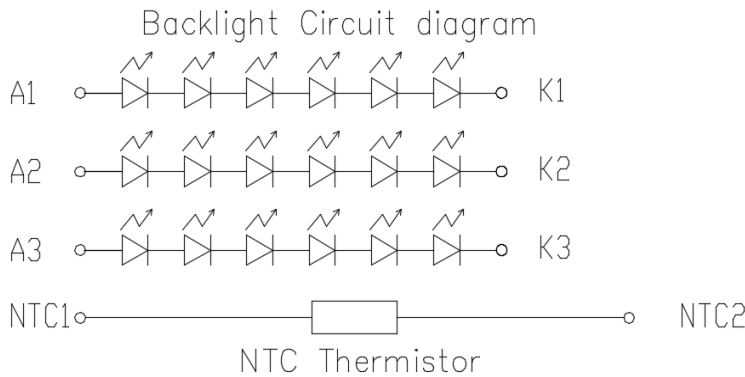 Backlight Circuit diagram
A1 K1
A2 K2
A3 K3
NTC1 NTC2
NTC Thermistor